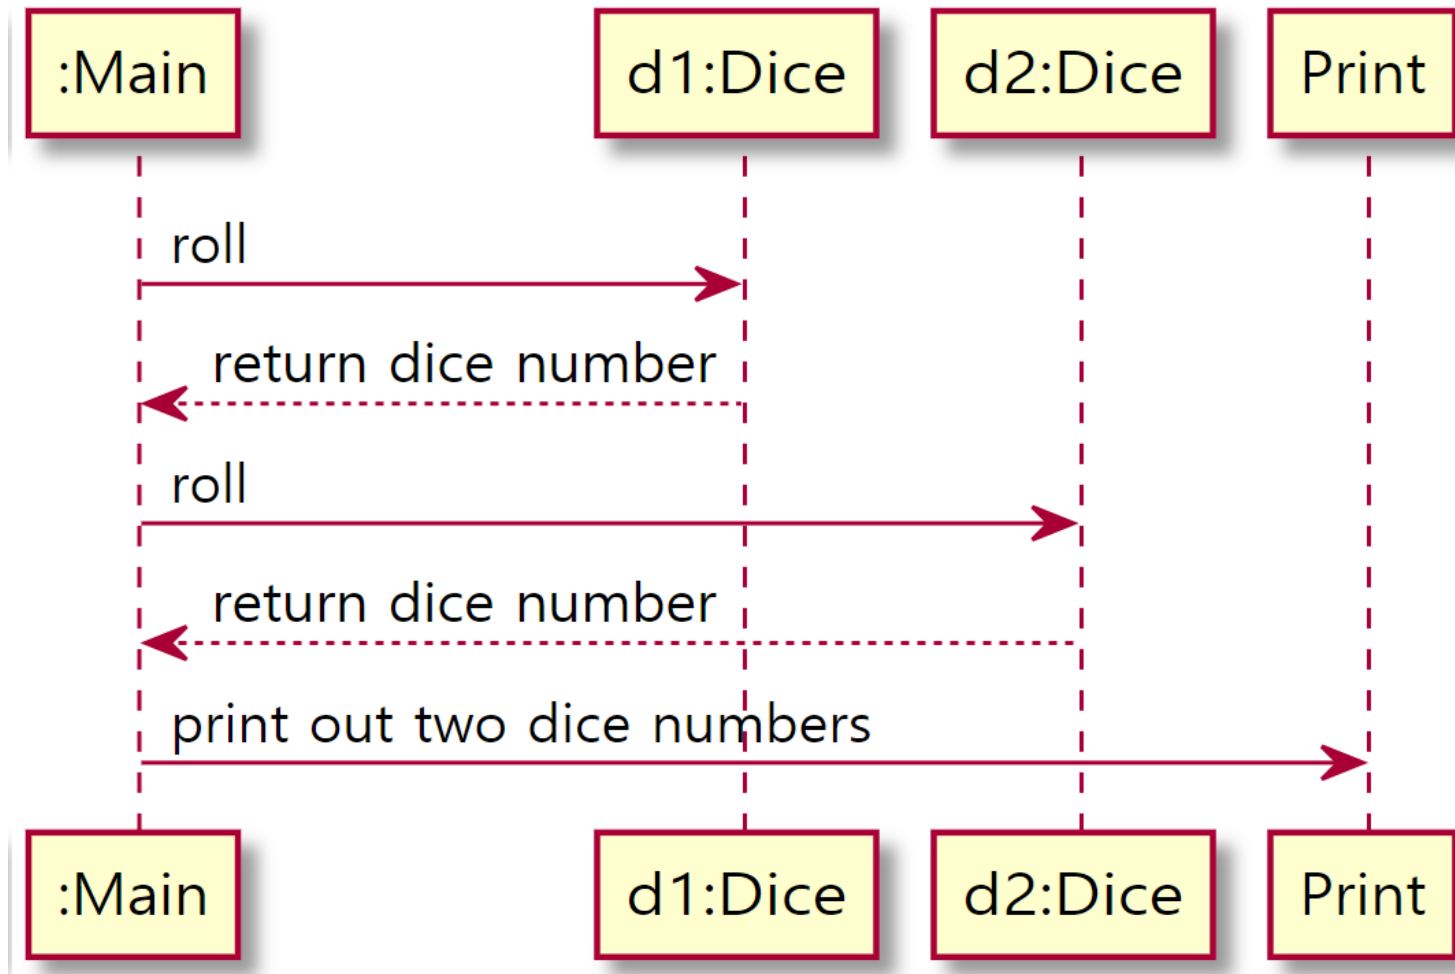 :Main
d1:Dice
d2:Dice
Print
roll
return dice number
roll
return dice number
print out two dice numbers
:Main
d1:Dice
d2:Dice
Print